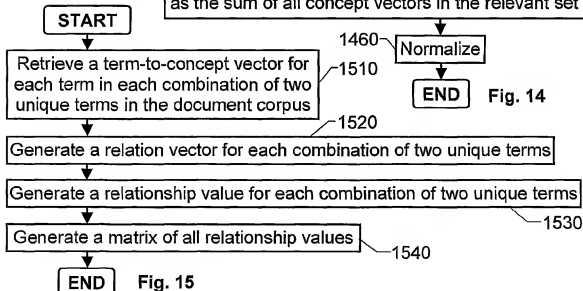 as the sum of all concept vectors in the relevant set
1460
Normalize
END
Fig. 14
START
Retrieve a term-to-concept vector for
each term in each combination of two
unique terms in the document corpus
1510
1520
Generate a relation vector for each combination of two unique terms
Generate a relationship value for each combination of two unique terms
1530
Generate a matrix of all relationship values
1540
END
Fig. 15